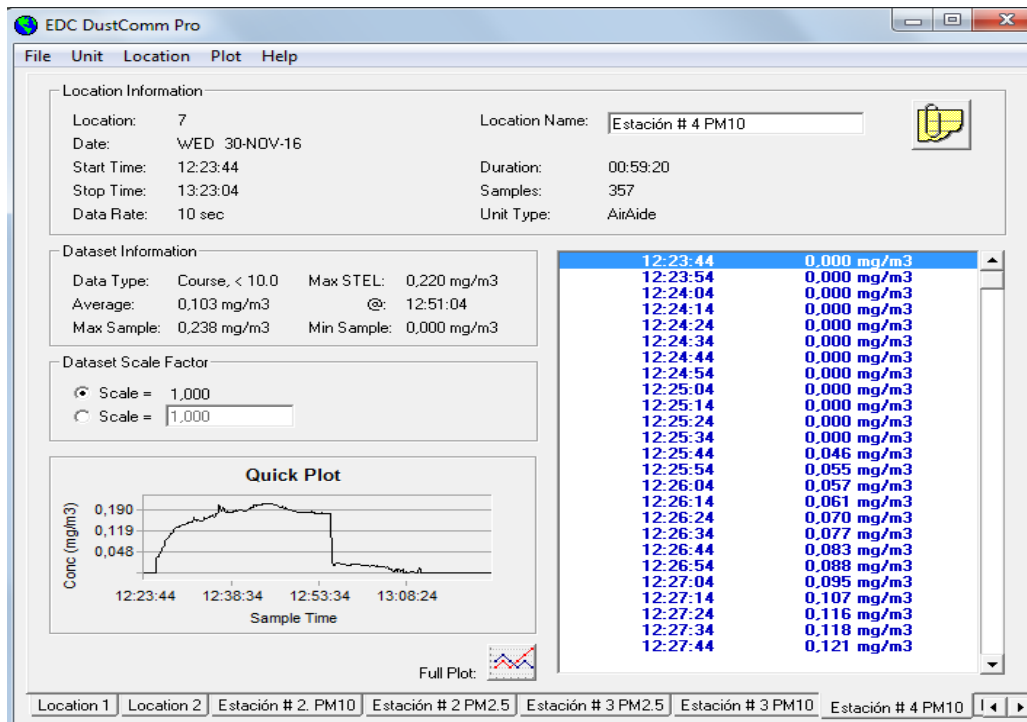 EDC DustComm Pro
File Unit Location Plot Help
Location Information
Location: 7
Location Name: Estación # 4 PM10
Date: WED 30-NOV-16
Start Time: 12:23:44
Duration: 00:59:20
Stop Time: 13:23:04
Samples: 357
Data Rate: 10 sec
Unit Type: AirAide
Dataset Information
Data Type: Course, < 10.0 Max STEL: 0,220 mg/m3
Average: 0,103 mg/m3 @: 12:51:04
Max Sample: 0,238 mg/m3 Min Sample: 0,000 mg/m3
Dataset Scale Factor
Scale = 1,000
Scale = 1,000
Quick Plot
Conc (mg/m3)
0,190
0,119
0,048
12:23:44 12:38:34 12:53:34 13:08:24
Sample Time
Full Plot:
12:23:44 0,000 mg/m3
12:23:54 0,000 mg/m3
12:24:04 0,000 mg/m3
12:24:14 0,000 mg/m3
12:24:24 0,000 mg/m3
12:24:34 0,000 mg/m3
12:24:44 0,000 mg/m3
12:24:54 0,000 mg/m3
12:25:04 0,000 mg/m3
12:25:14 0,000 mg/m3
12:25:24 0,000 mg/m3
12:25:34 0,000 mg/m3
12:25:44 0,046 mg/m3
12:25:54 0,055 mg/m3
12:26:04 0,057 mg/m3
12:26:14 0,061 mg/m3
12:26:24 0,070 mg/m3
12:26:34 0,077 mg/m3
12:26:44 0,083 mg/m3
12:26:54 0,088 mg/m3
12:27:04 0,095 mg/m3
12:27:14 0,107 mg/m3
12:27:24 0,116 mg/m3
12:27:34 0,118 mg/m3
12:27:44 0,121 mg/m3
Location 1 Location 2 Estación # 2. PM10 Estación # 2 PM2.5 Estación # 3 PM2.5 Estación # 3 PM10 Estación # 4 PM10